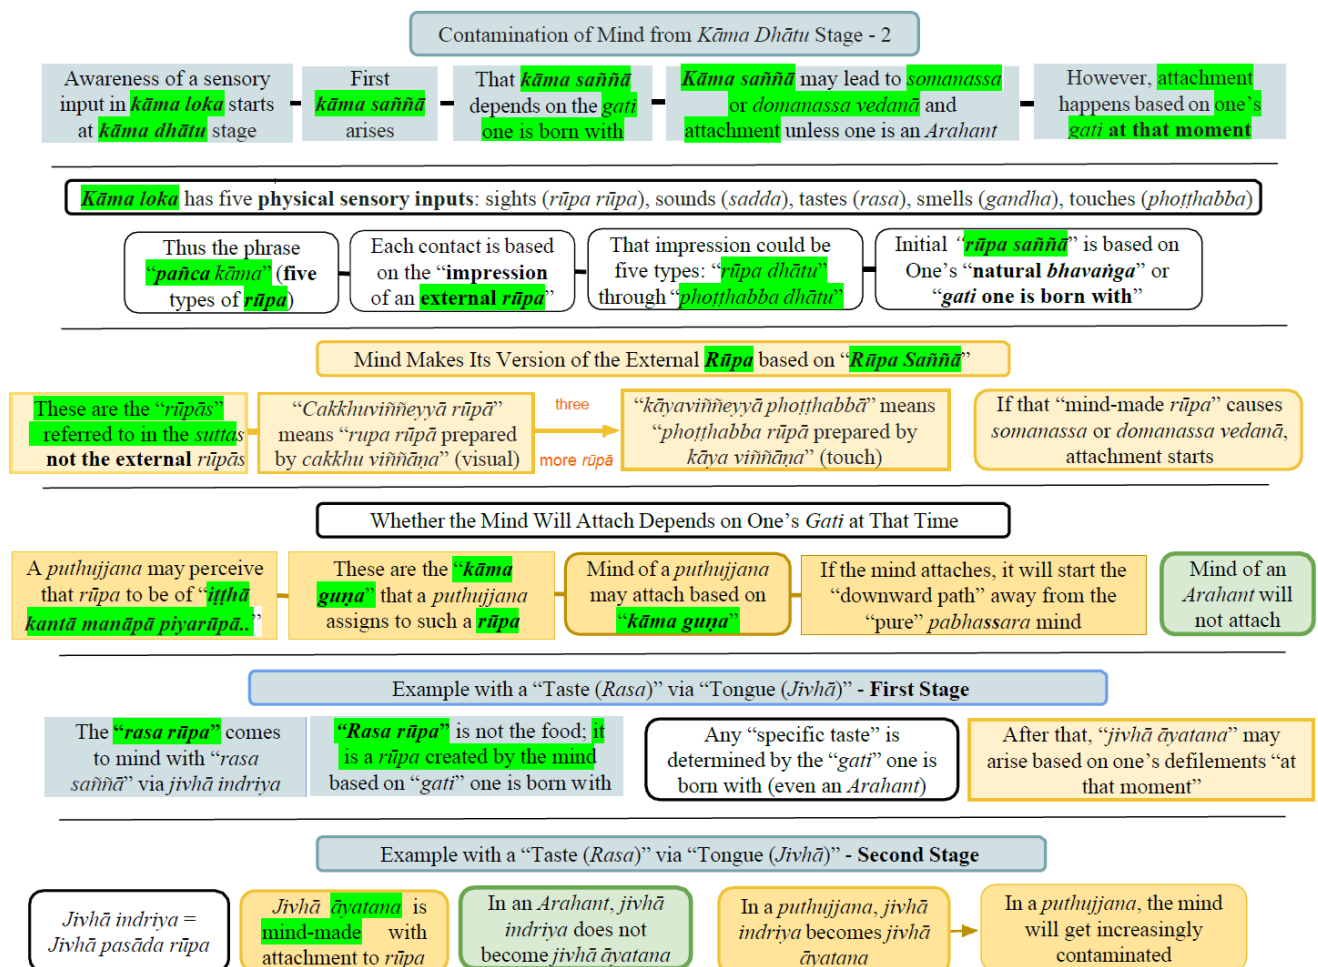 Contamination of Mind from Kāma Dhātu Stage - 2
Awareness of a sensory
input in kāma loka starts
at kāma dhātu stage
First
kāma saññā
arises
That kāma saññā
depends on the gati
one is born with
Kāma saññā may lead to somanassa
or domanassa vedanā and
attachment unless one is an Arahant
However, attachment
happens based on one's
gati at that moment
Kāma loka has five physical sensory inputs: sights (rūpa rūpa), sounds (sadda), tastes (rasa), smells (gandha), touches (phoṭṭhabba)
Thus the phrase
“pañca kāma” (five
types of rūpa)
Each contact is based
on the “impression
of an external rūpa”
That impression could be
five types: “rūpa dhātu”
through “phoṭṭhabba dhātu”
Initial “rūpa saññā” is based on
One's “natural bhavaṅga” or
“gati one is born with”
Mind Makes Its Version of the External Rūpa based on “Rūpa Saññā”
These are the “rūpās”
referred to in the suttas
not the external rūpās
“Cakkhuviññeyyā rūpā”
means “rupa rūpā prepared
by cakkhu viññāṇa” (visual)
three
more rūpā
“kāyaviññeyyā phoṭṭhabbā” means
“phoṭṭhabba rūpā prepared by
kāya viññāṇa” (touch)
If that “mind-made rūpa” causes
somanassa or domanassa vedanā,
attachment starts
Whether the Mind Will Attach Depends on One's Gati at That Time
A puthujjana may perceive
that rūpa to be of “iṭṭhā
kantā manāpā piyarūpā..”
These are the “kāma
guṇa” that a puthujjana
assigns to such a rūpa
Mind of a puthujjana
may attach based on
“kāma guṇa”
If the mind attaches, it will start the
“downward path” away from the
“pure” pabhassara mind
Mind of an
Arahant will
not attach
Example with a “Taste (Rasa)” via “Tongue (Jivhā)” - First Stage
The “rasa rūpa” comes
to mind with “rasa
saññā” via jivhā indriya
“Rasa rūpa” is not the food; it
is a rūpa created by the mind
based on “gati” one is born with
Any “specific taste” is
determined by the “gati” one is
born with (even an Arahant)
After that, “jivhā āyatana” may
arise based on one's defilements “at
that moment”
Example with a “Taste (Rasa)” via “Tongue (Jivhā)” - Second Stage
Jivhā indriya =
Jivhā pasāda rūpa
Jivhā āyatana is
mind-made with
attachment to rūpa
In an Arahant, jivhā
indriya does not
become jivhā āyatana
In a puthujjana, jivhā
indriya becomes jivhā
āyatana
In a puthujjana, the mind
will get increasingly
contaminated